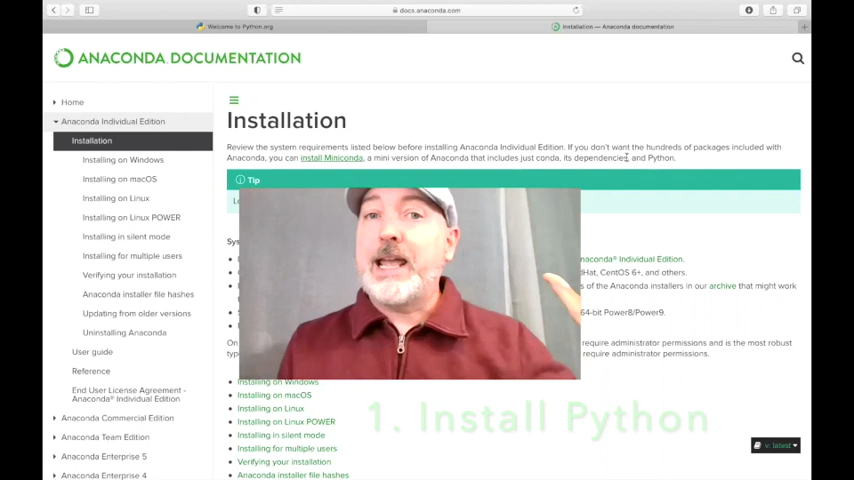 docs.anaconda.com
Welcome to Python.org
Installation — Anaconda documentation
ANACONDA.DOCUMENTATION
Home
Anaconda Individual Edition
Installation
Installing on Windows
Installing on macOS
Installing on Linux
Installing on Linux POWER
Installing in silent mode
Installing for multiple users
Verifying your installation
Anaconda installer file hashes
Updating from older versions
Uninstalling Anaconda
User guide
Reference
End User License Agreement -
Anaconda® Individual Edition
Anaconda Commercial Edition
Anaconda Team Edition
Anaconda Enterprise 5
Anaconda Enterprise 4
Installation
Review the system requirements listed below before installing Anaconda Individual Edition. If you don't want the hundreds of packages included with
Anaconda, you can install Miniconda, a mini version of Anaconda that includes just conda, its dependencies, and Python.
Tip
naconda® Individual Edition.
dHat, CentOS 6+, and others.
s of the Anaconda installers in our archive that might work
64-bit Power8/Power9.
On
require administrator permissions and is the most robust
typ
require administrator permissions.
Installing on Windows
Installing on macOS
Installing on Linux
Installing on Linux POWER
Installing in silent mode
Installing for multiple users
Verifying your installation
Anaconda installer file hashes
1. Install Python
v: latest